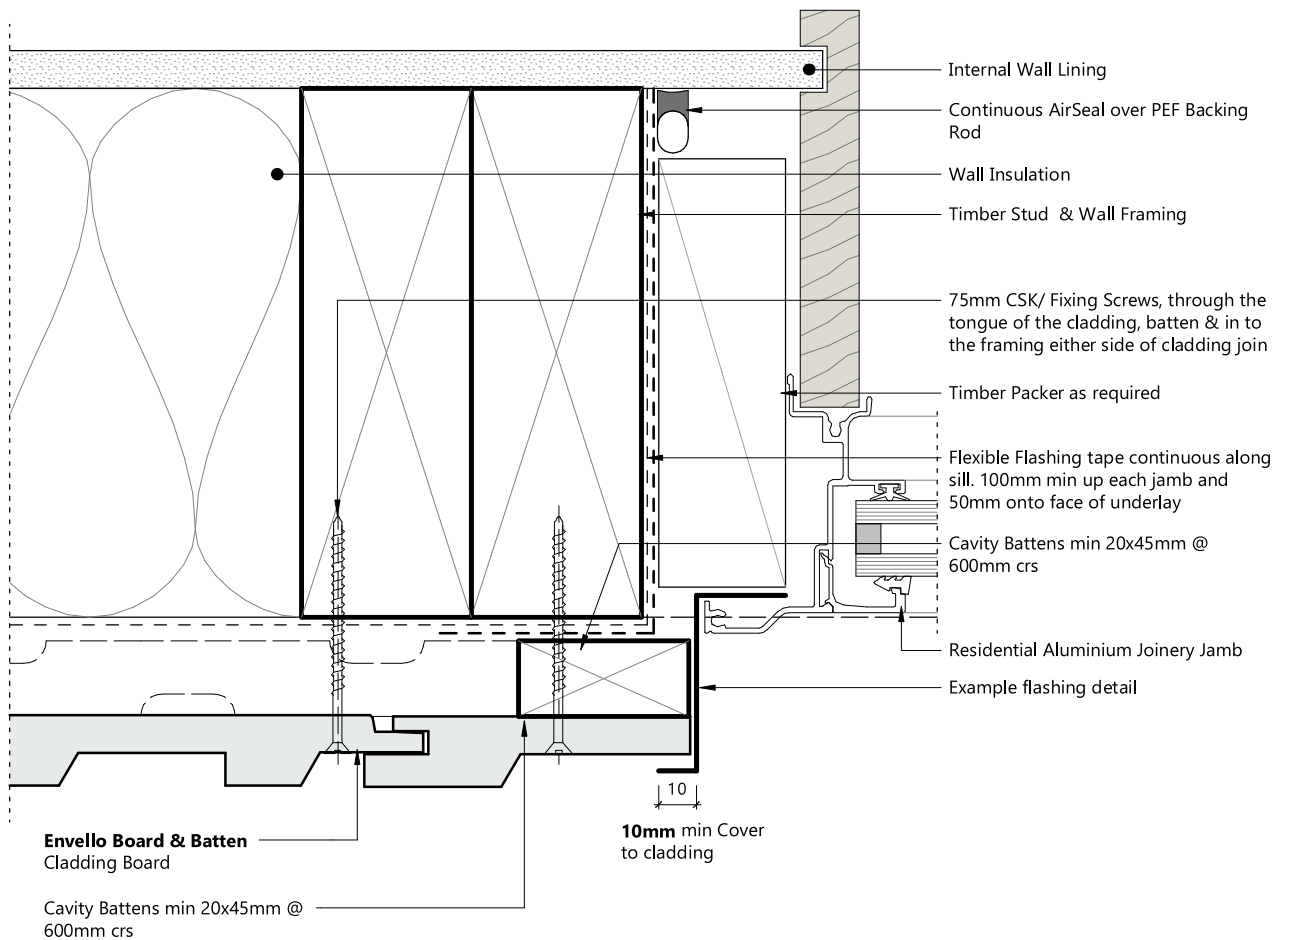 Internal Wall Lining
Continuous AirSeal over PEF Backing
Rod
Wall Insulation
Timber Stud & Wall Framing
75mm CSK/ Fixing Screws, through the
tongue of the cladding, batten & in to
the framing either side of cladding join
Timber Packer as required
Flexible Flashing tape continuous along
sill. 100mm min up each jamb and
50mm onto face of underlay
Cavity Battens min 20x45mm @
600mm crs
Residential Aluminium Joinery Jamb
Example flashing detail
10
10mm min Cover
to cladding
Envello Board & Batten
Cladding Board
Cavity Battens min 20x45mm @
600mm crs